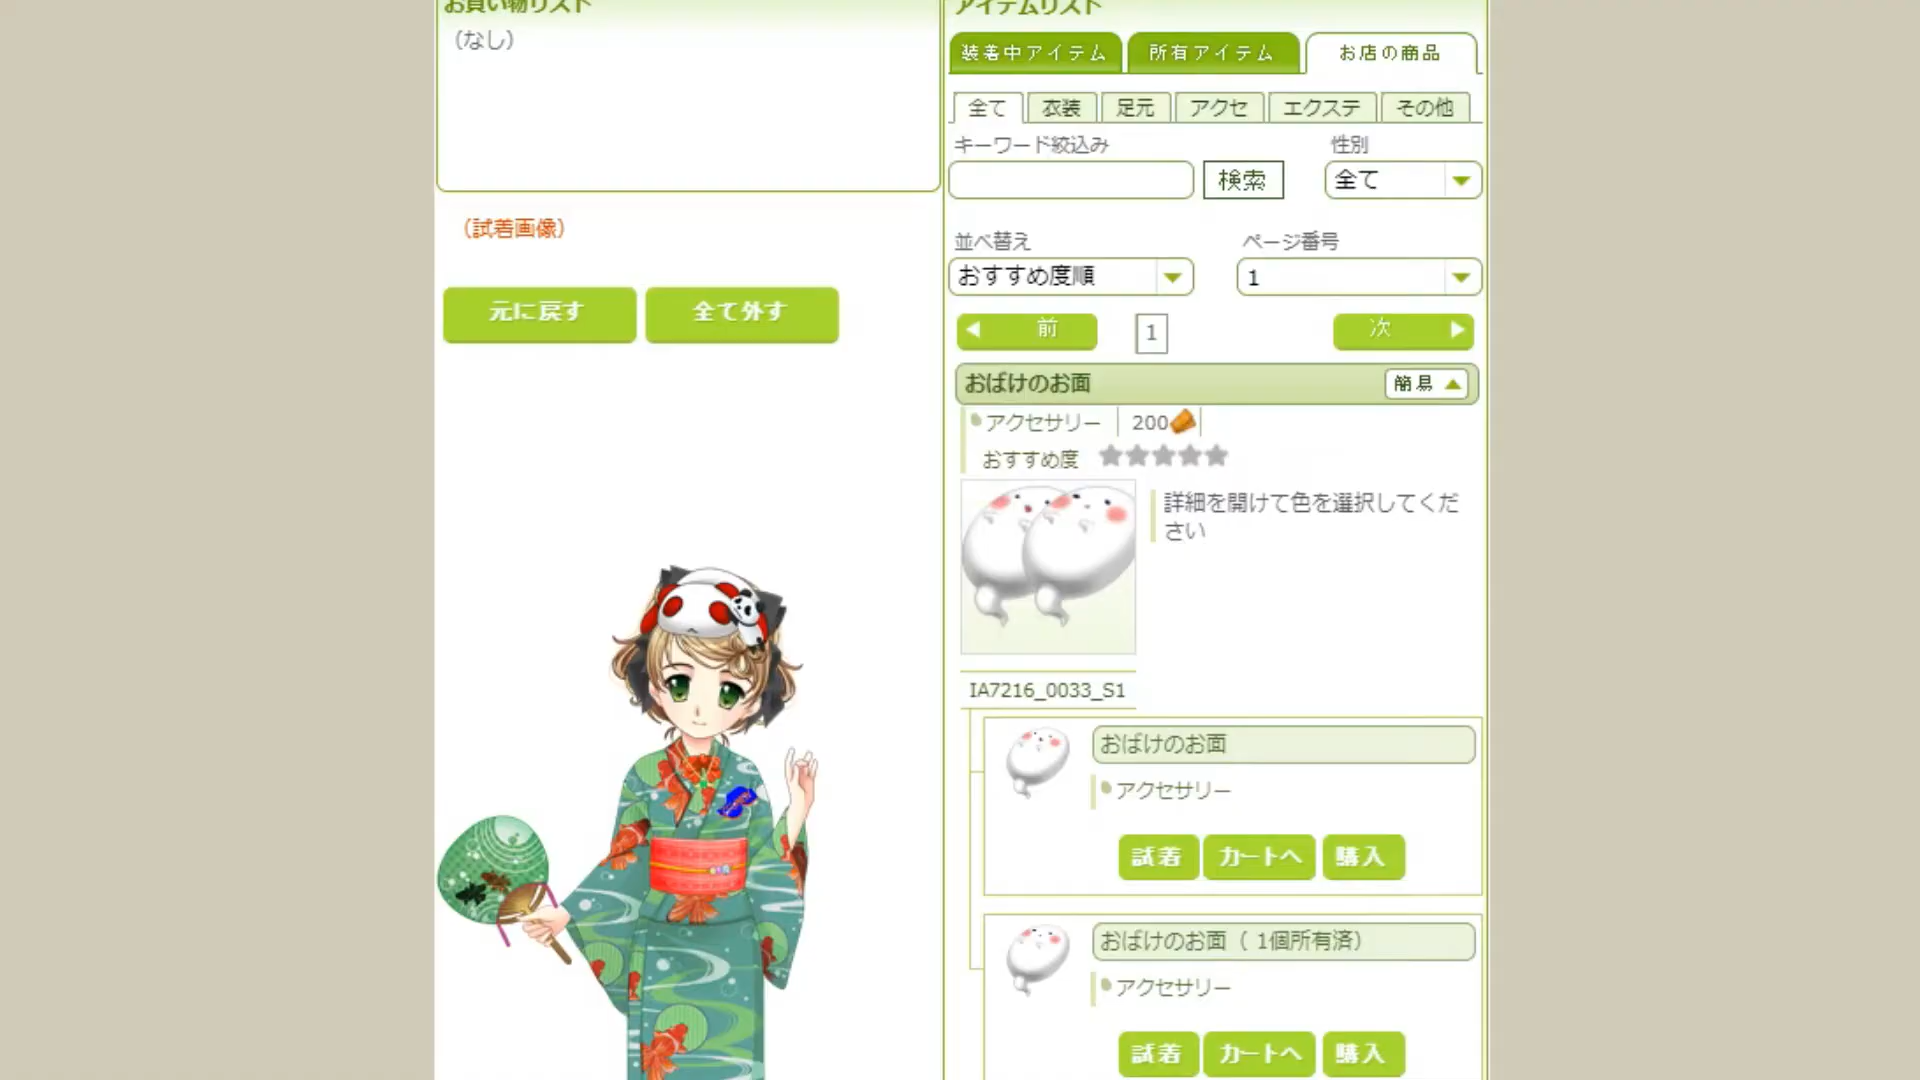 お買い物リスト
（なし）
（試着画像）
元に戻す
全て外す
アイテムリスト
装着中アイテム
所有アイテム
お店の商品
全て
衣装
足元
アクセ
エクステ
その他
キーワード絞込み
性別
検索
全て
並べ替え
ページ番号
おすすめ度順
1
前
1
次
おばけのお面
簡易
アクセサリー
200
おすすめ度
詳細を開けて色を選択してくだ
さい
IA7216_0033_S1
おばけのお面
アクセサリー
試着
カートへ
購入
おばけのお面（ 1個所有済）
アクセサリー
試着
カートへ
購入